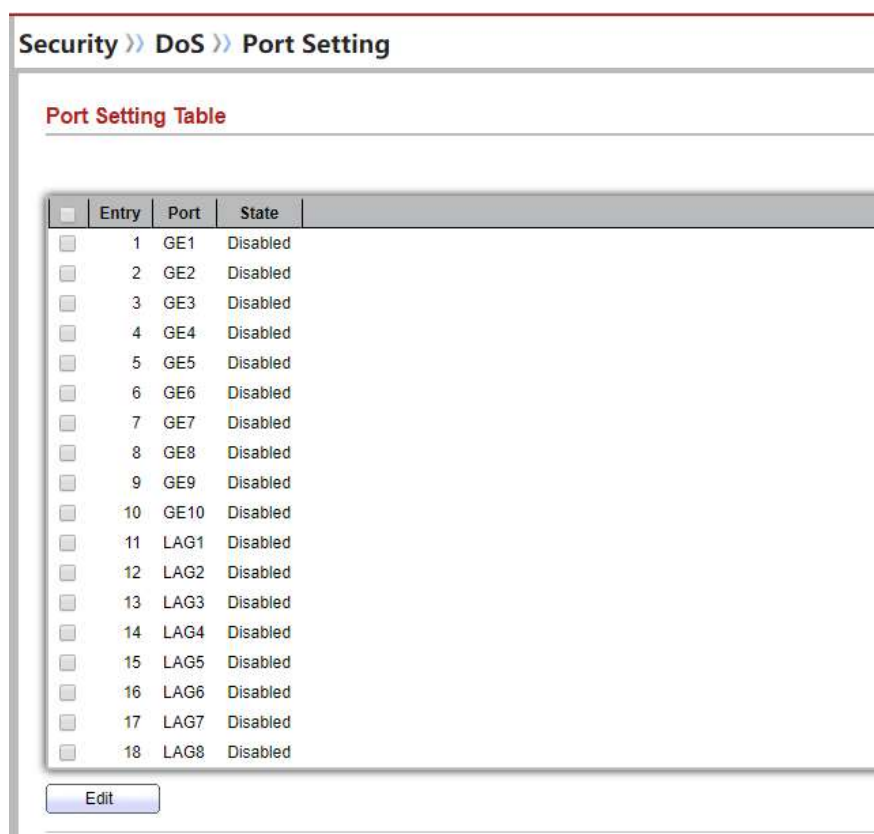 Security » DoS » Port Setting
Port Setting Table
Entry Port State
1 GE1 Disabled
2 GE2 Disabled
3 GE3 Disabled
4 GE4 Disabled
5 GE5 Disabled
6 GE6 Disabled
7 GE7 Disabled
8 GE8 Disabled
9 GE9 Disabled
10 GE10 Disabled
11 LAG1 Disabled
12 LAG2 Disabled
13 LAG3 Disabled
14 LAG4 Disabled
15 LAG5 Disabled
16 LAG6 Disabled
17 LAG7 Disabled
18 LAG8 Disabled
Edit